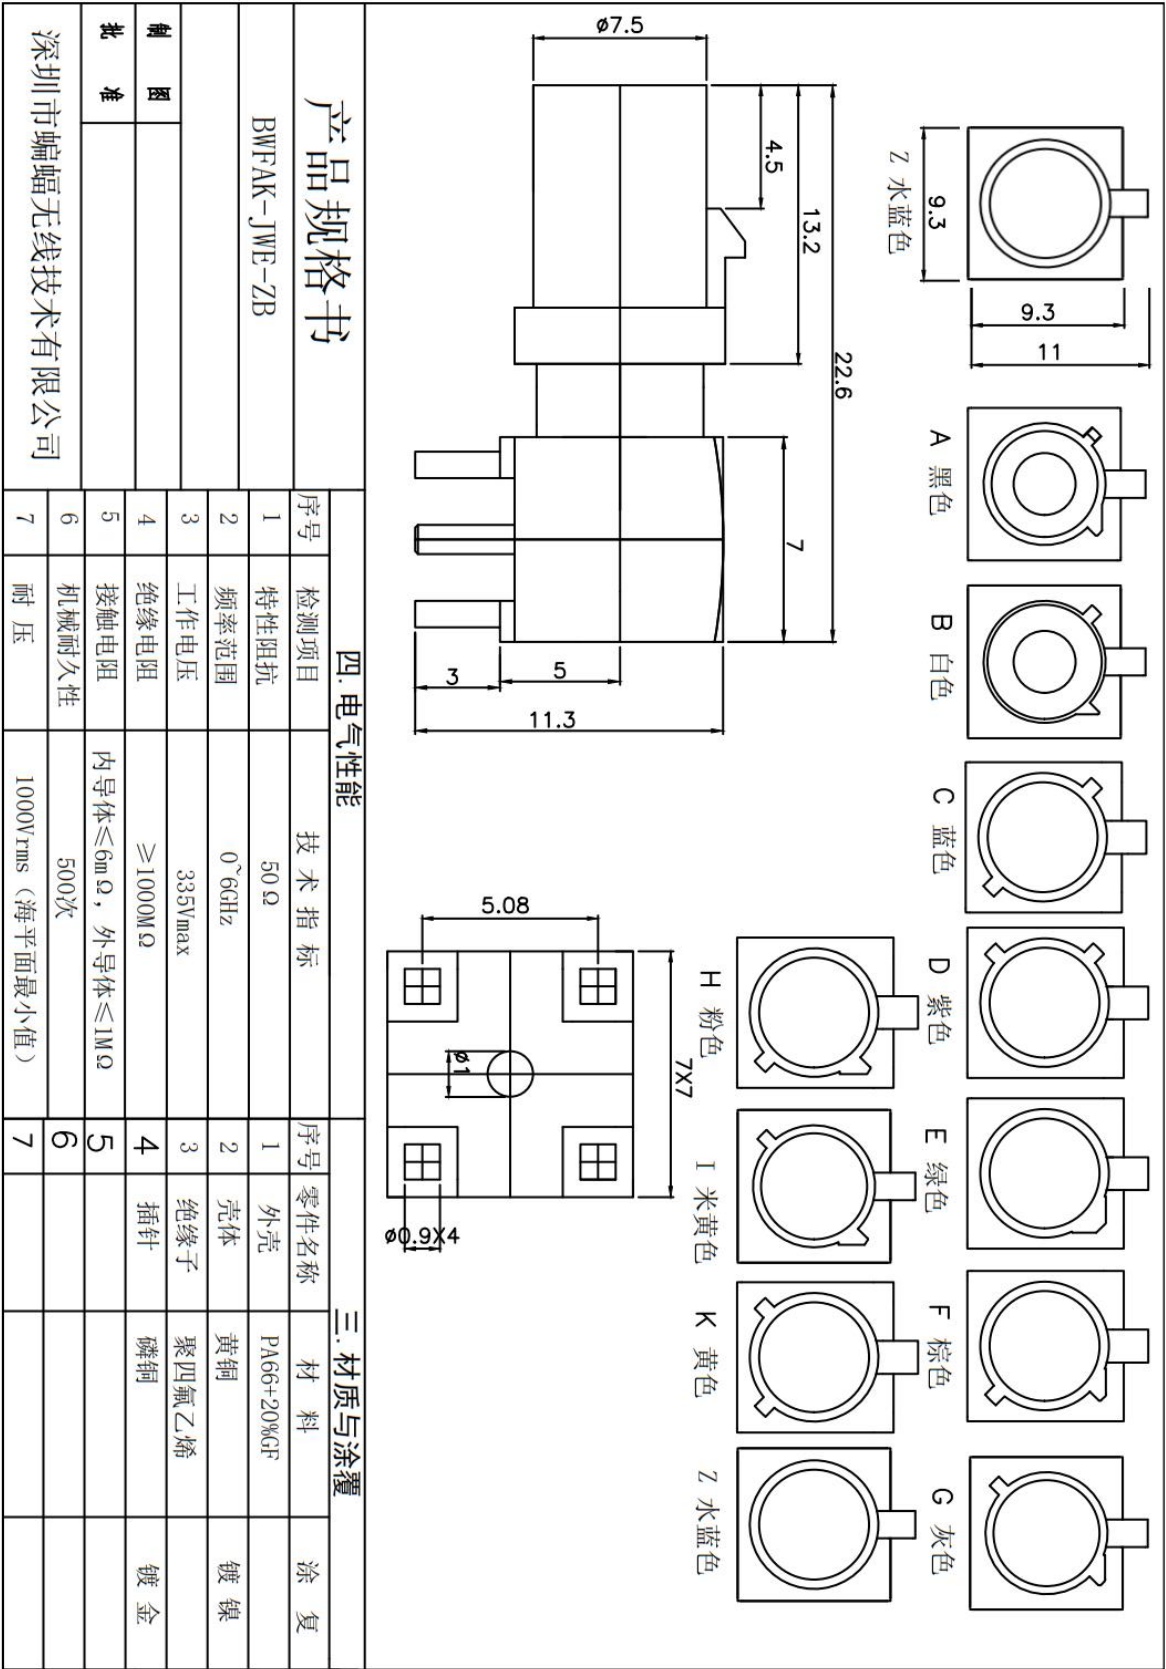 9.3
9.3
11
Z 水蓝色
A 黑色
B 白色
C 蓝色
D 紫色
E 绿色
F 棕色
G 灰色
H 粉色
I 米黄色
K 黄色
Z 水蓝色
22.6
13.2
4.5
7
ø7.5
3
5
11.3
7X7
5.08
ø1
ø0.9X4
产品规格书
BWFAK-JWE-ZB
制 图
批 准
深圳市蝙蝠无线技术有限公司
四. 电气性能
序号 检测项目 技 术 指 标
1 特性阻抗 50Ω
2 频率范围 0~6GHz
3 工作电压 335Vmax
4 绝缘电阻 ≥1000MΩ
5 接触电阻 内导体≤6mΩ, 外导体≤1MΩ
6 机械耐久性 500次
7 耐 压 1000Vrms (海平面最小值)
三. 材质与涂覆
序号 零件名称 材 料 涂 复
1 外壳 PA66+20%GF
2 壳体 黄铜 镀 镍
3 绝缘子 聚四氟乙烯
4 插针 磷铜 镀 金
5
6
7